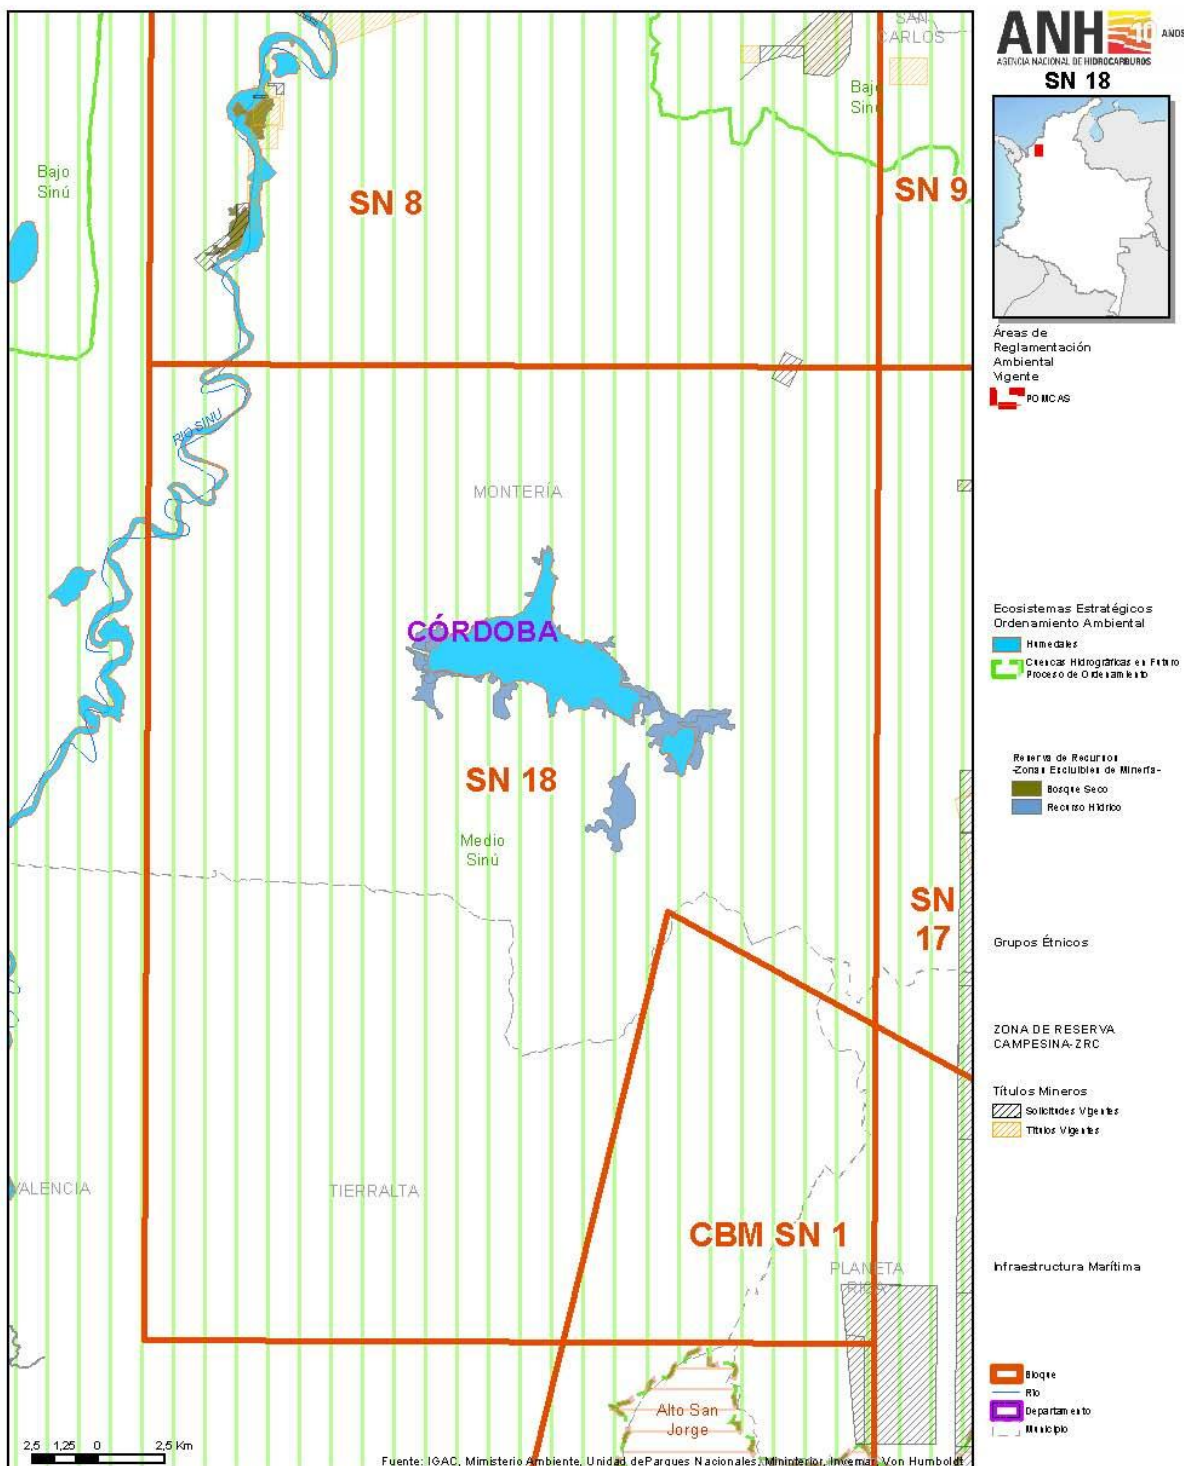 SAN
CARLOS
Bajo
Sinú
Bajo
Sinú
SN 8
SN 9
RIO SINU
MONTERÍA
CÓRDOBA
SN 18
Medio
Sinú
SN
17
VALENCIA
TIERRALTA
CBM SN 1
PLANETA
RICA
Alto San
Jorge
2,5 1,25 0 2,5 Km
Fuente: IGAC, Mimisterio Ambiente, Unidad deParques Nacionales, Mininterior, Invemar, Von Humboldt
ANH 10 AÑOS
AGENCIA NACIONAL DE HIDROCARBUROS
SN 18
Áreas de
Reglamentación
Ambiental
Vigente
POMCAS
Ecosistemas Estratégicos
Ordenamiento Ambiental
Humedales
Cuencas Hidrográficas en Futuro
Proceso de Ordenamiento
Reserva de Recursos
-Zonas Excluibles de Minería-
Bosque Seco
Recurso Hídrico
Grupos Étnicos
ZONA DE RESERVA
CAMPESINA-ZRC
Títulos Mineros
Solicitudes Vigentes
Títulos Vigentes
Infraestructura Marítima
Bloque
Río
Departamento
Municipio